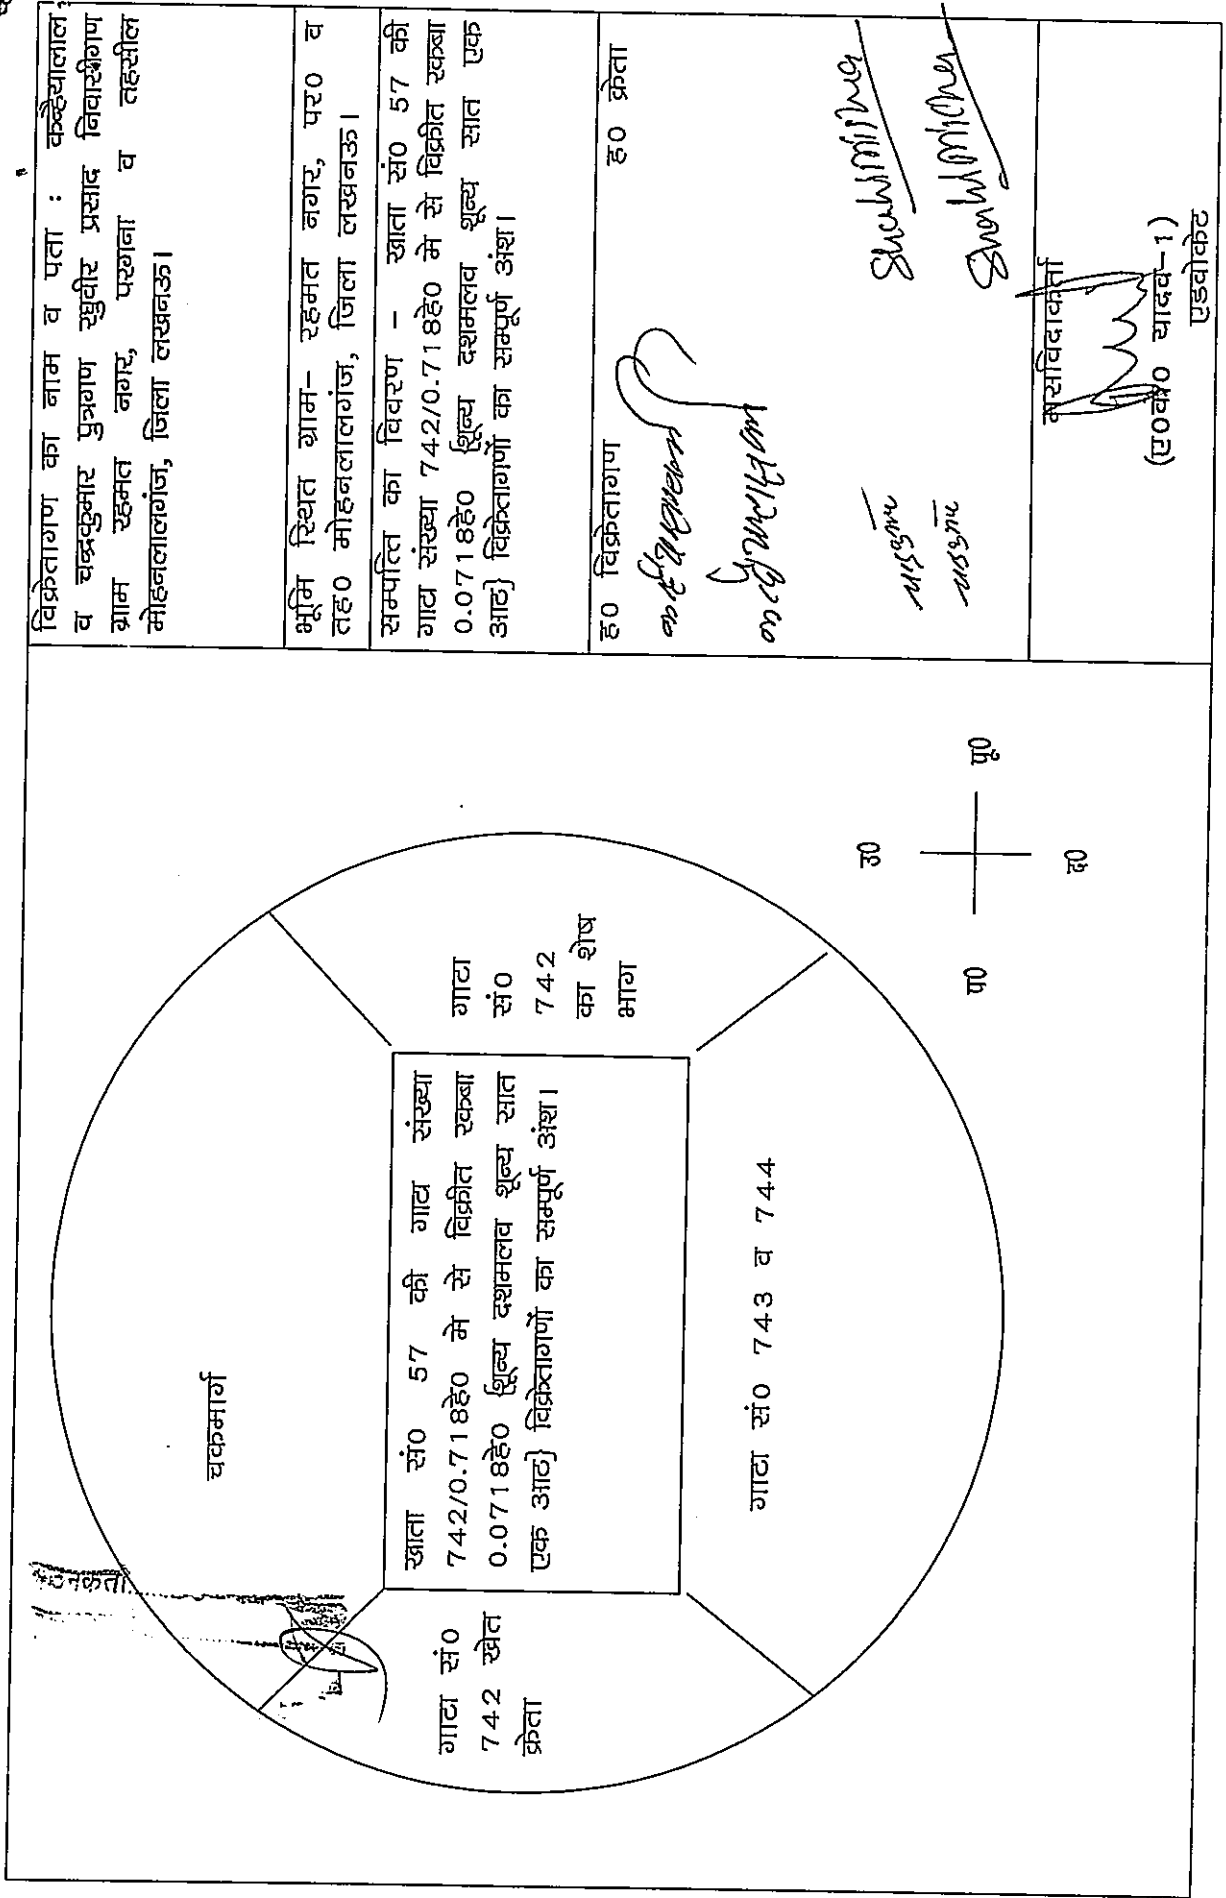 विक्रेतागण का नाम व पता : कन्हैयालाल
व चन्द्रकुमार पुत्रगण रघुवीर प्रसाद निवासीगण
ग्राम रहमत नगर, परगना व तहसील
मोहनलालगंज, जिला लखनऊ।
भूमि स्थित ग्राम- रहमत नगर, पर0 व
तह0 मोहनलालगंज, जिला लखनऊ।
सम्पत्ति का विवरण - खाता सं0 57 की
गाटा संख्या 742/0.718हे0 मे से विक्रीत रकबा
0.0718हे0 {शून्य दशमलव शून्य सात एक
आठ} विक्रेतागणों का सम्पूर्ण अंश।
ह0 विक्रेतागण ह0 क्रेता
कन्हैयालाल
चन्द्रकुमार
मसविदाकर्ता
(ए0के0 यादव-1)
एडवोकेट
चकमार्ग
गाटा सं0
742 खेत
क्रेता
खाता सं0 57 की गाटा संख्या
742/0.718हे0 मे से विक्रीत रकबा
0.0718हे0 {शून्य दशमलव शून्य सात
एक आठ} विक्रेतागणों का सम्पूर्ण अंश।
गाटा
सं0
742
का शेष
भाग
गाटा सं0 743 व 744
उ0
प0 पू0
द0